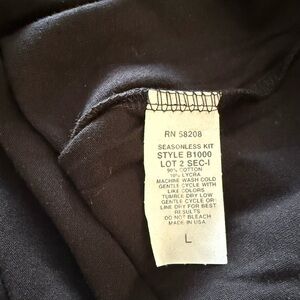 RN 58208
SEASONLESS KIT
STYLE B1000
LOT 2 SEC-I
90% COTTON
10% LYCRA
MACHINE WASH COLD
GENTLE CYCLE WITH
LIKE COLORS
TUMBLE DRY LOW
GENTLE CYCLE OR
LINE DRY FOR BEST
RESULTS
DO NOT BLEACH
MADE IN USA
L